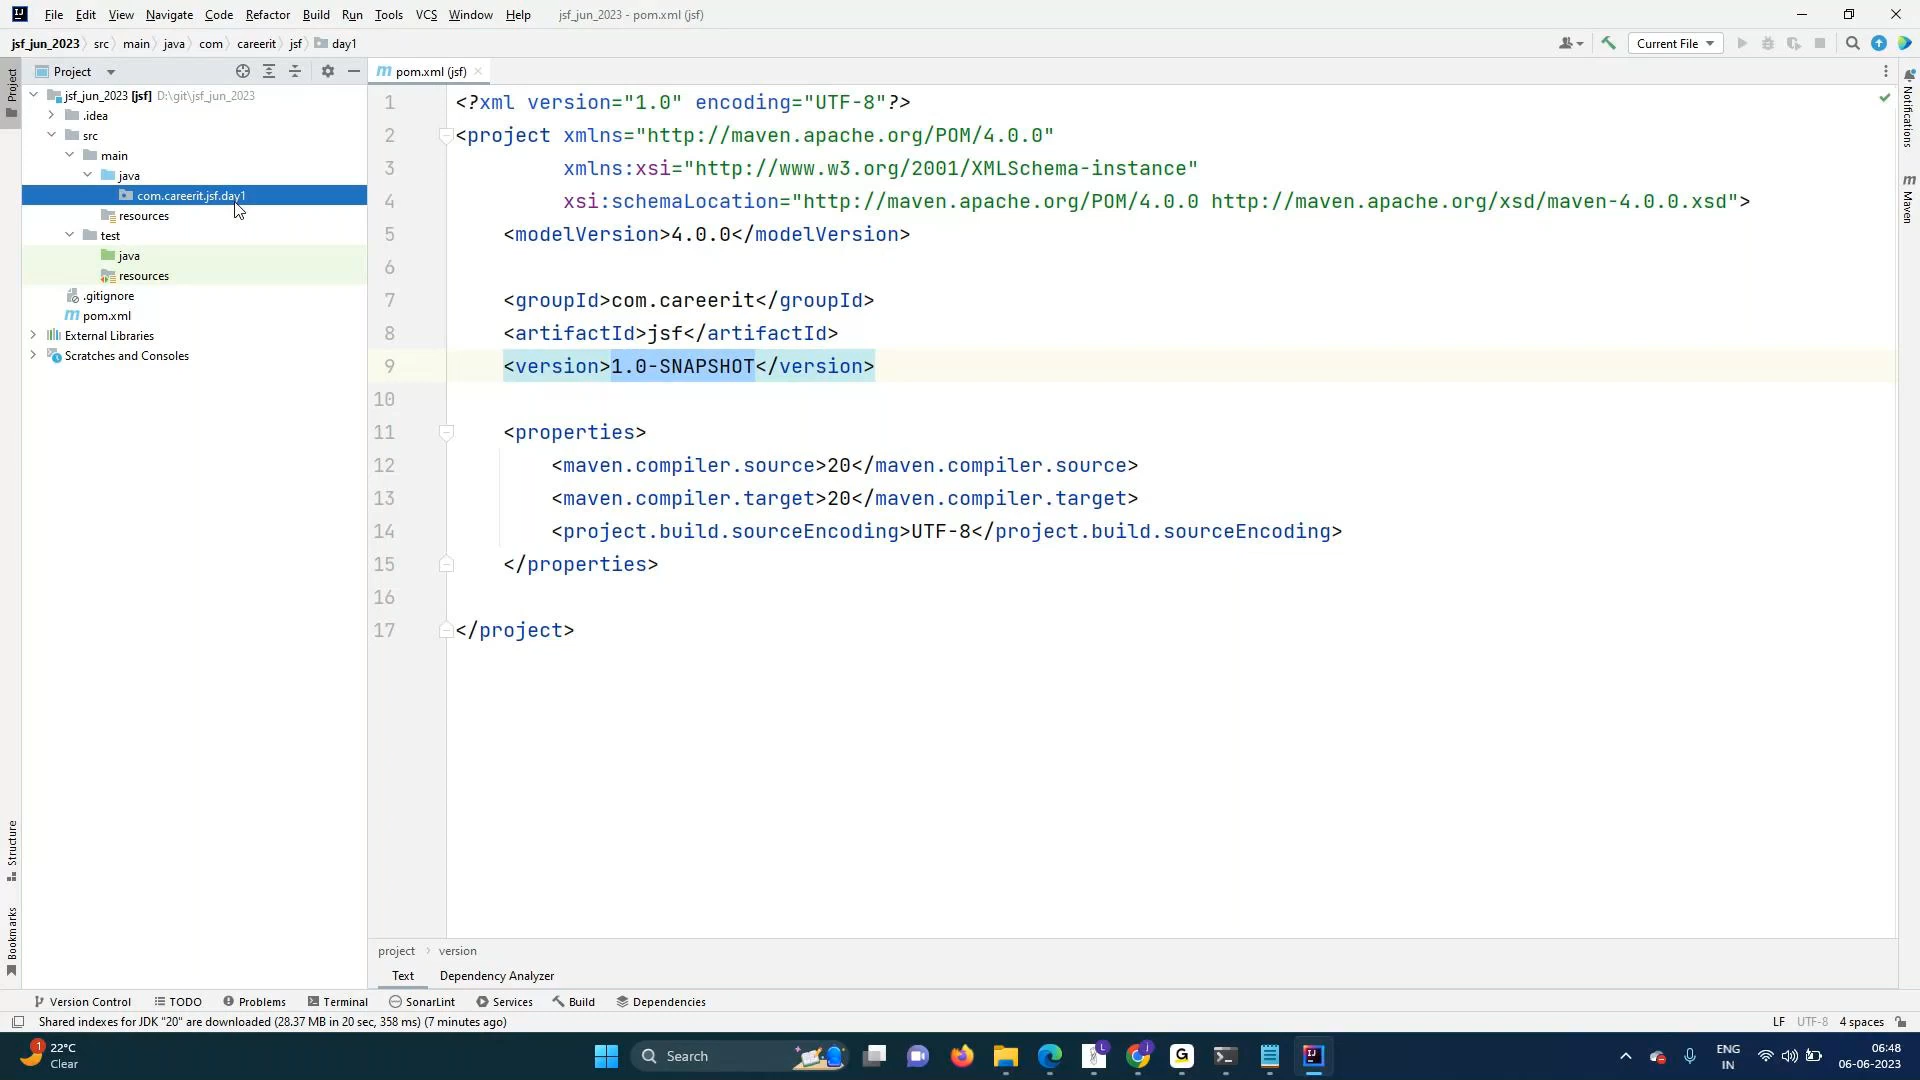 File Edit View Navigate Code Refactor Build Run Tools VCS Window Help jsf_jun_2023 - pom.xml (jsf)
jsf_jun_2023 src main java com careerit jsf day1 Current File
Project pom.xml (jsf)
jsf_jun_2023 [jsf] D:\git\jsf_jun_2023
.idea
src
main
java
com.careerit.jsf.day1
resources
test
java
resources
.gitignore
pom.xml
External Libraries
Scratches and Consoles
Project
Structure
Bookmarks
1 <?xml version="1.0" encoding="UTF-8"?>
2 <project xmlns="http://maven.apache.org/POM/4.0.0"
3 xmlns:xsi="http://www.w3.org/2001/XMLSchema-instance"
4 xsi:schemaLocation="http://maven.apache.org/POM/4.0.0 http://maven.apache.org/xsd/maven-4.0.0.xsd">
5 <modelVersion>4.0.0</modelVersion>
6
7 <groupId>com.careerit</groupId>
8 <artifactId>jsf</artifactId>
9 <version>1.0-SNAPSHOT</version>
10
11 <properties>
12 <maven.compiler.source>20</maven.compiler.source>
13 <maven.compiler.target>20</maven.compiler.target>
14 <project.build.sourceEncoding>UTF-8</project.build.sourceEncoding>
15 </properties>
16
17 </project>
Notifications
Maven
project version
Text Dependency Analyzer
Version Control TODO Problems Terminal SonarLint Services Build Dependencies
Shared indexes for JDK "20" are downloaded (28.37 MB in 20 sec, 358 ms) (7 minutes ago) LF UTF-8 4 spaces
1 22°C
Clear
Search
ENG
IN
06:48
06-06-2023